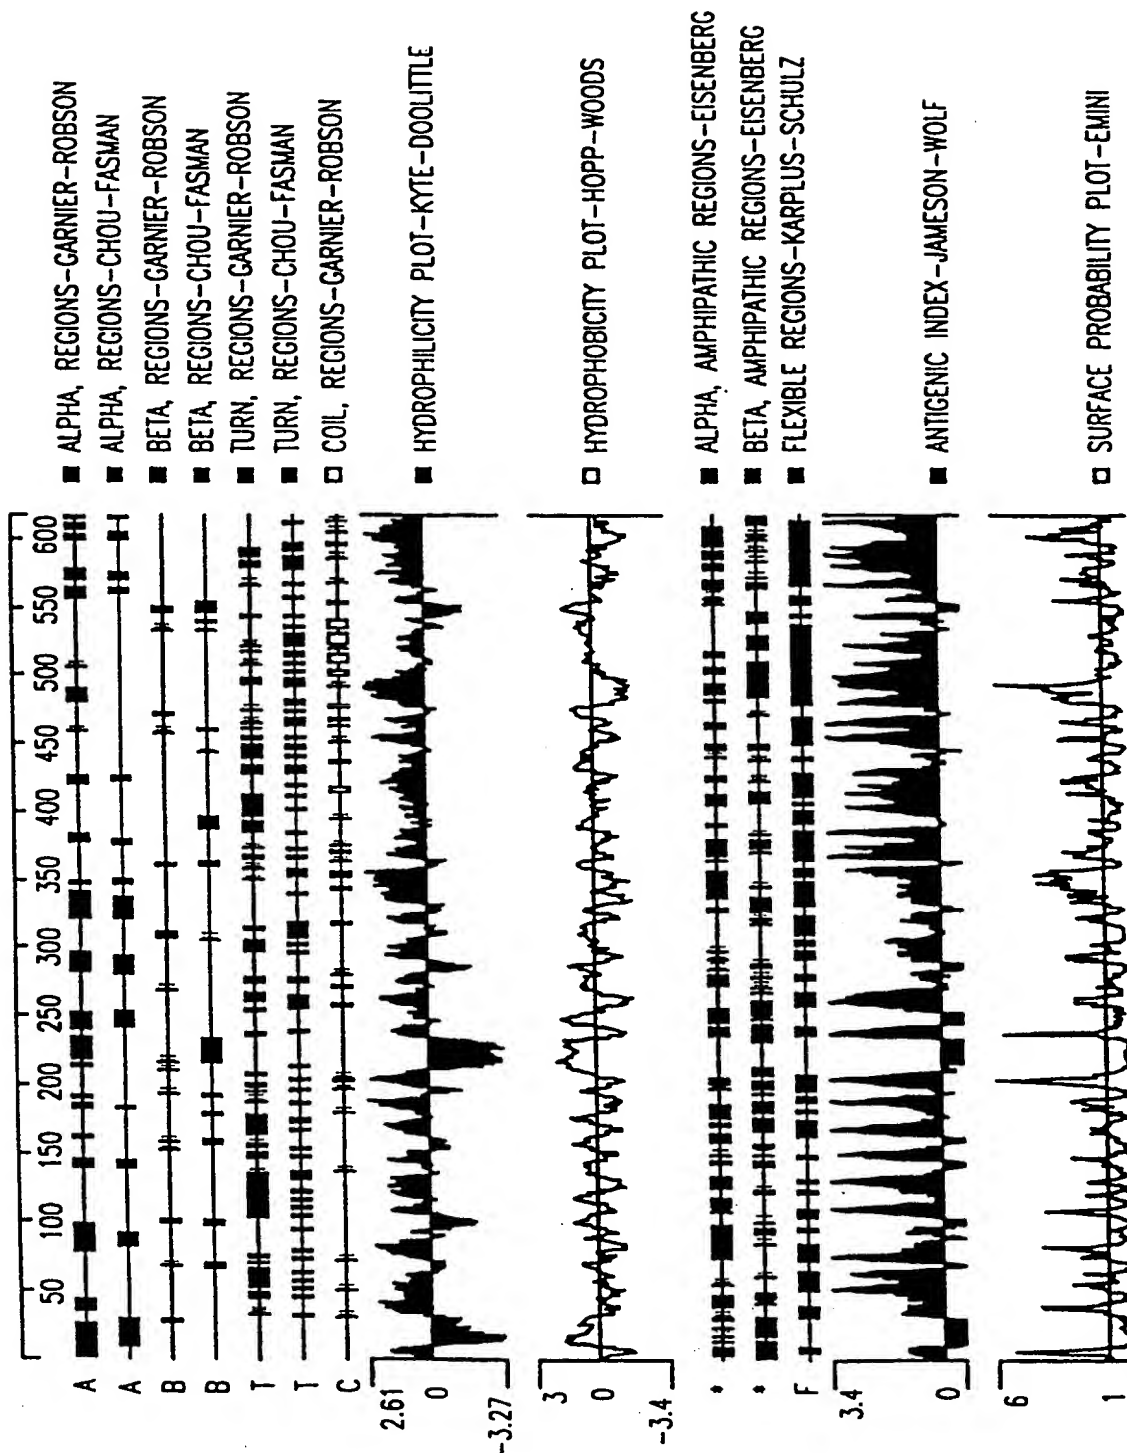 50 100 150 200 250 300 350 400 450 500 550 600
A ■ ALPHA, REGIONS-GARNIER-ROBSON
A ■ ALPHA, REGIONS-CHOU-FASMAN
B ■ BETA, REGIONS-GARNIER-ROBSON
B ■ BETA, REGIONS-CHOU-FASMAN
T ■ TURN, REGIONS-GARNIER-ROBSON
T ■ TURN, REGIONS-CHOU-FASMAN
C □ COIL, REGIONS-GARNIER-ROBSON
2.61
0 ■ HYDROPHILICITY PLOT-KYTE-DOOLITTLE
-3.27
3
0 □ HYDROPHOBICITY PLOT-HOPP-WOODS
-3.4
* ■ ALPHA, AMPHIPATHIC REGIONS-EISENBERG
* ■ BETA, AMPHIPATHIC REGIONS-EISENBERG
F ■ FLEXIBLE REGIONS-KARPLUS-SCHULZ
3.4
0 ■ ANTIGENIC INDEX-JAMESON-WOLF
6
1 □ SURFACE PROBABILITY PLOT-EMINI